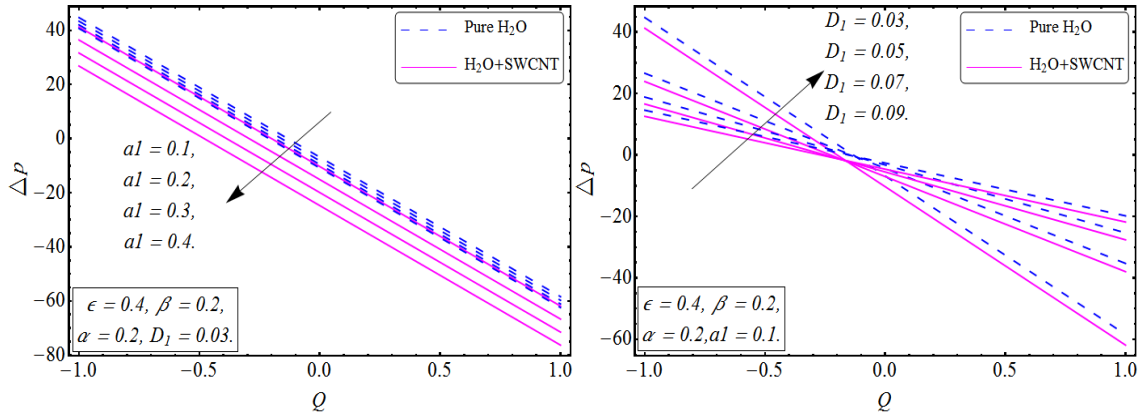 40
20
0
−20
−40
−60
−80
−1.0
−0.5
0.0
0.5
1.0
Q
△p
Pure H₂O
H₂O+SWCNT
a1 = 0.1,
a1 = 0.2,
a1 = 0.3,
a1 = 0.4.
ϵ = 0.4, β = 0.2,
α = 0.2, D₁ = 0.03.
40
20
0
−20
−40
−60
−1.0
−0.5
0.0
0.5
1.0
Q
△p
D₁ = 0.03,
D₁ = 0.05,
D₁ = 0.07,
D₁ = 0.09.
Pure H₂O
H₂O+SWCNT
ϵ = 0.4, β = 0.2,
α = 0.2,a1 = 0.1.